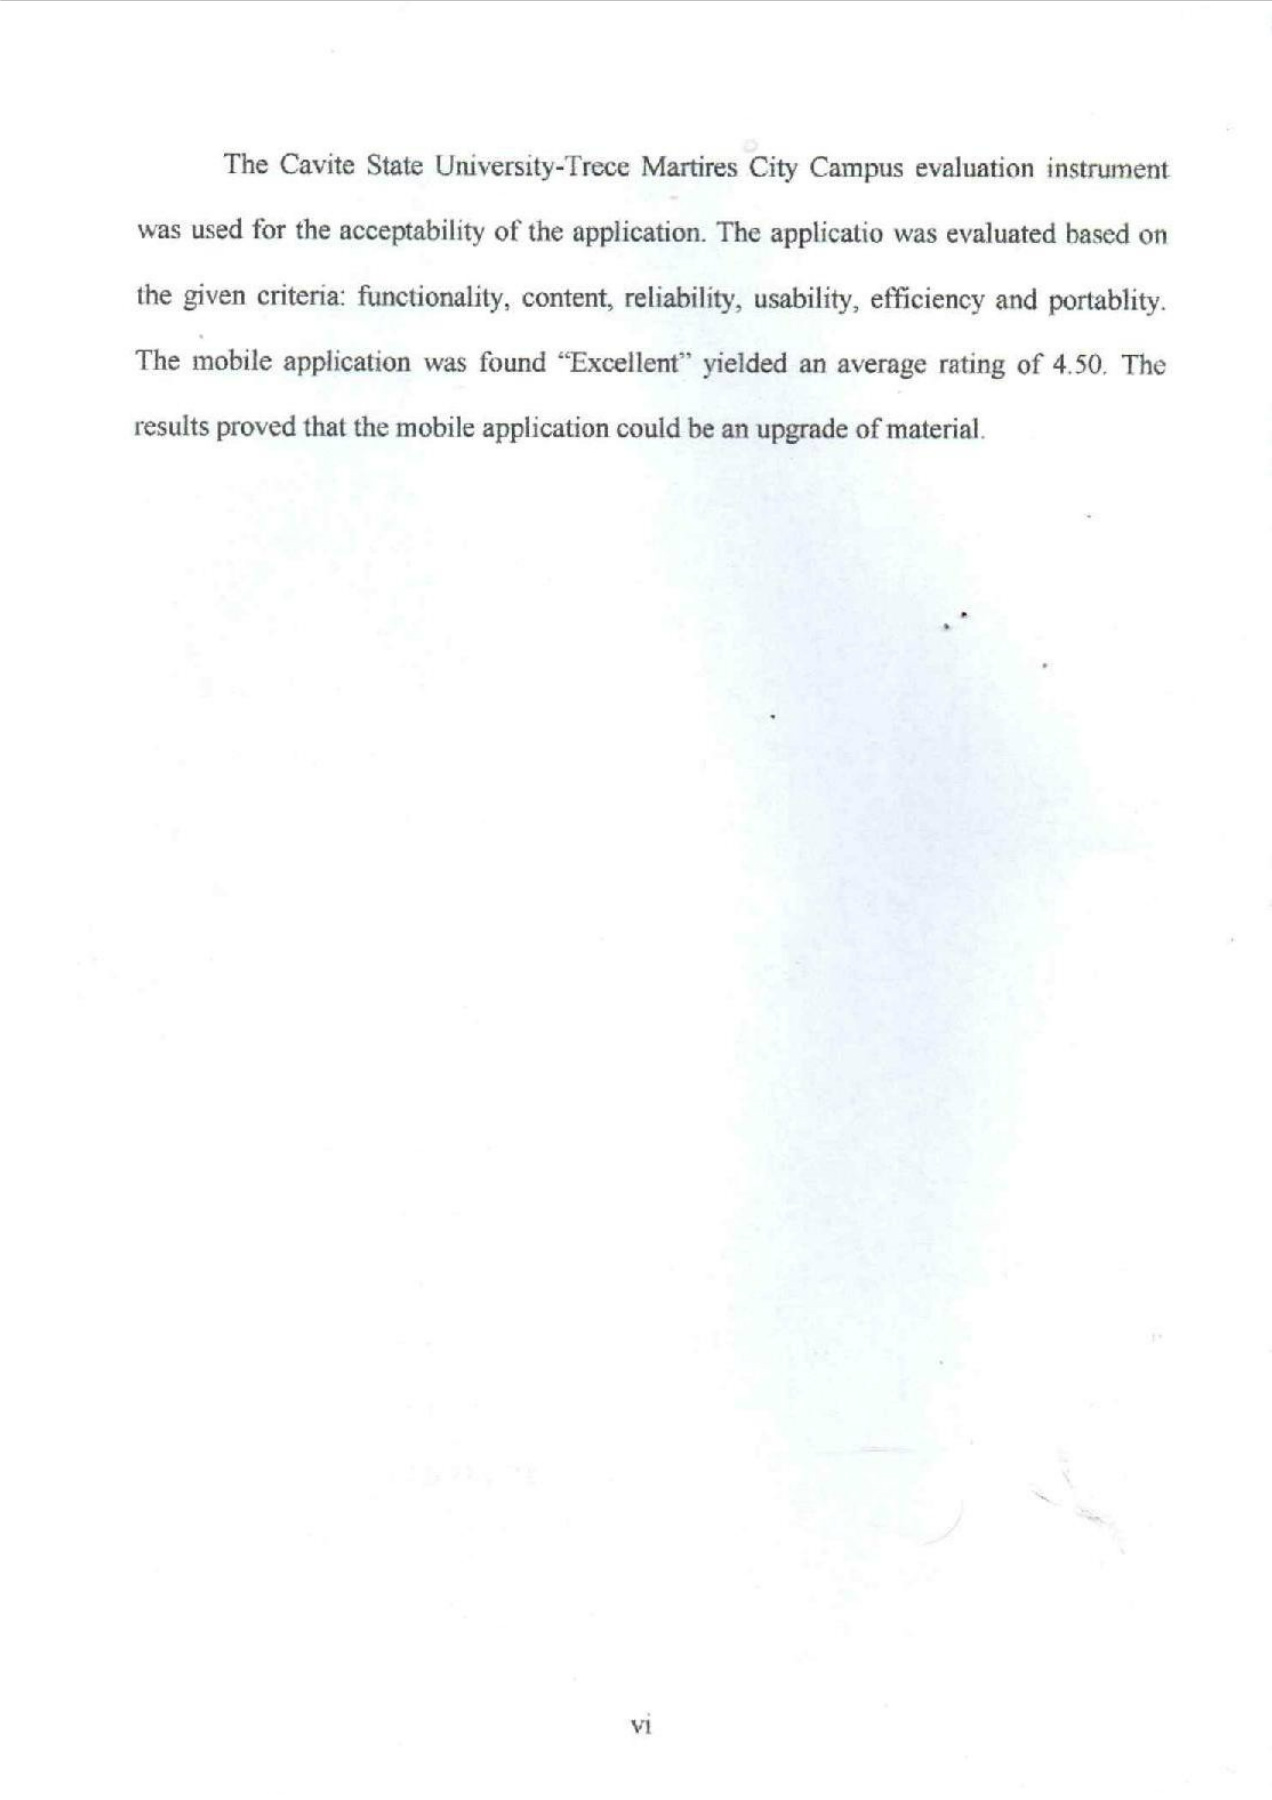 The Cavite State University-Trece Martires City Campus evaluation instrument
was used for the acceptability of the application. The applicatio was evaluated based on
the given criteria: functionality, content, reliability, usability, efficiency and portablity.
The mobile application was found “Excellent” yielded an average rating of 4.50. The
results proved that the mobile application could be an upgrade of material.
vi